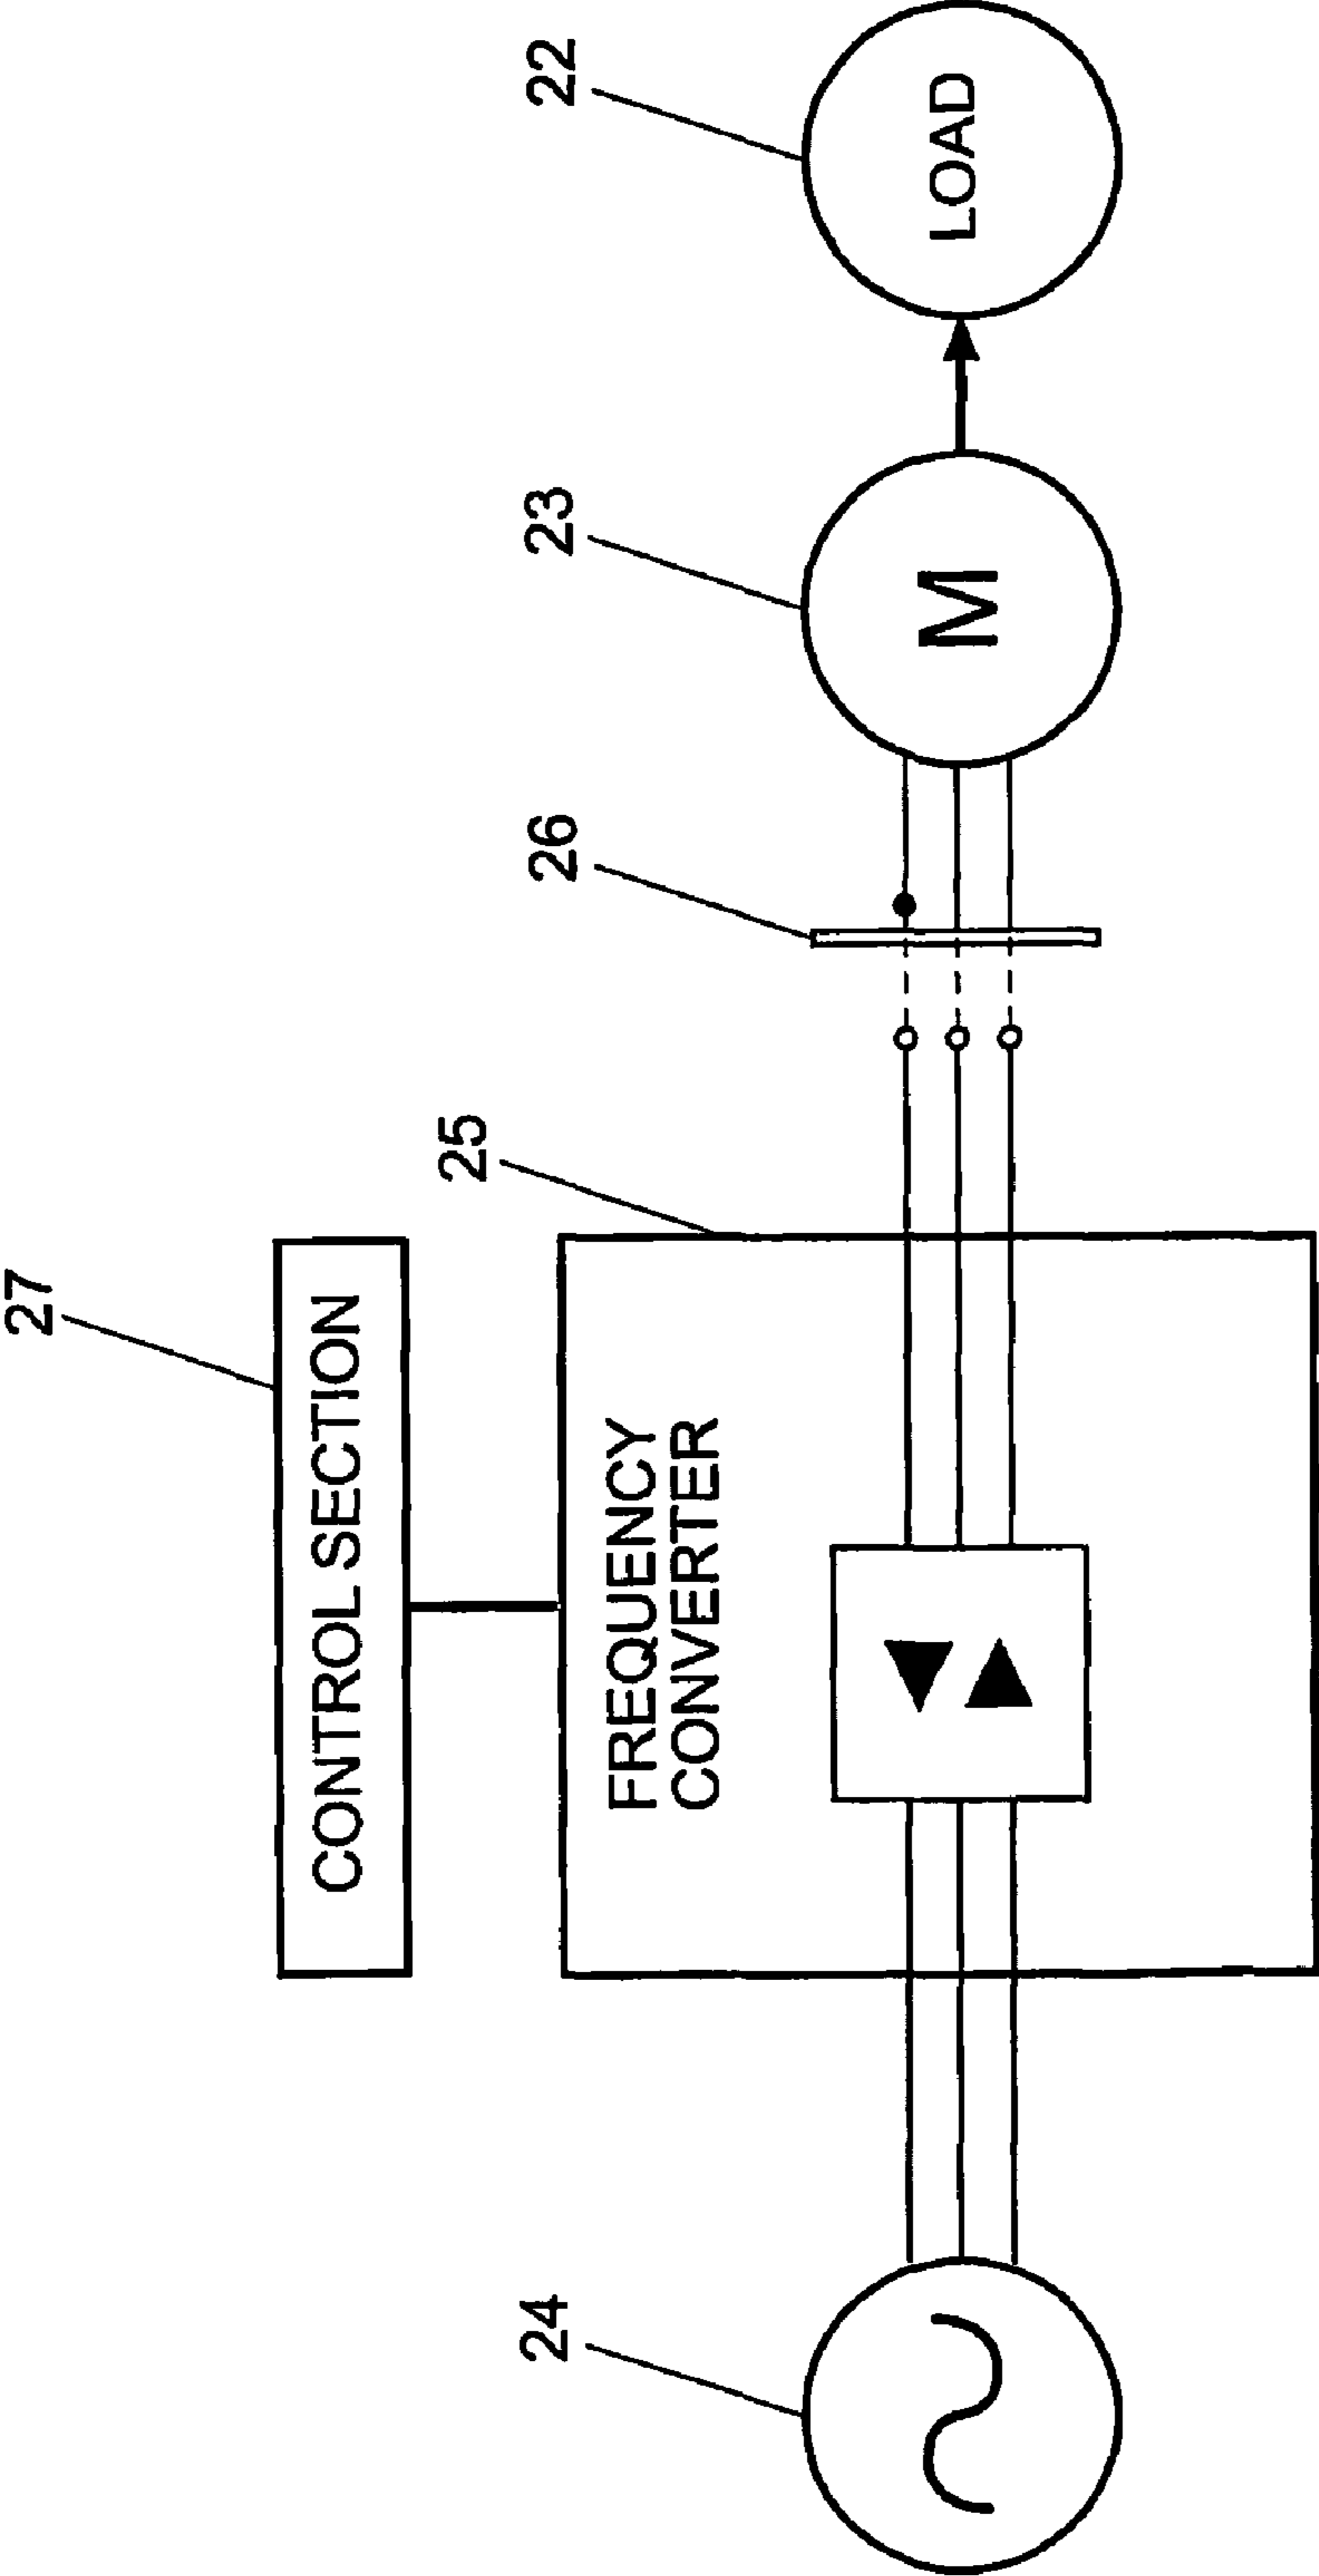 27
CONTROL SECTION
25
FREQUENCY
CONVERTER
24
26
23
M
22
LOAD